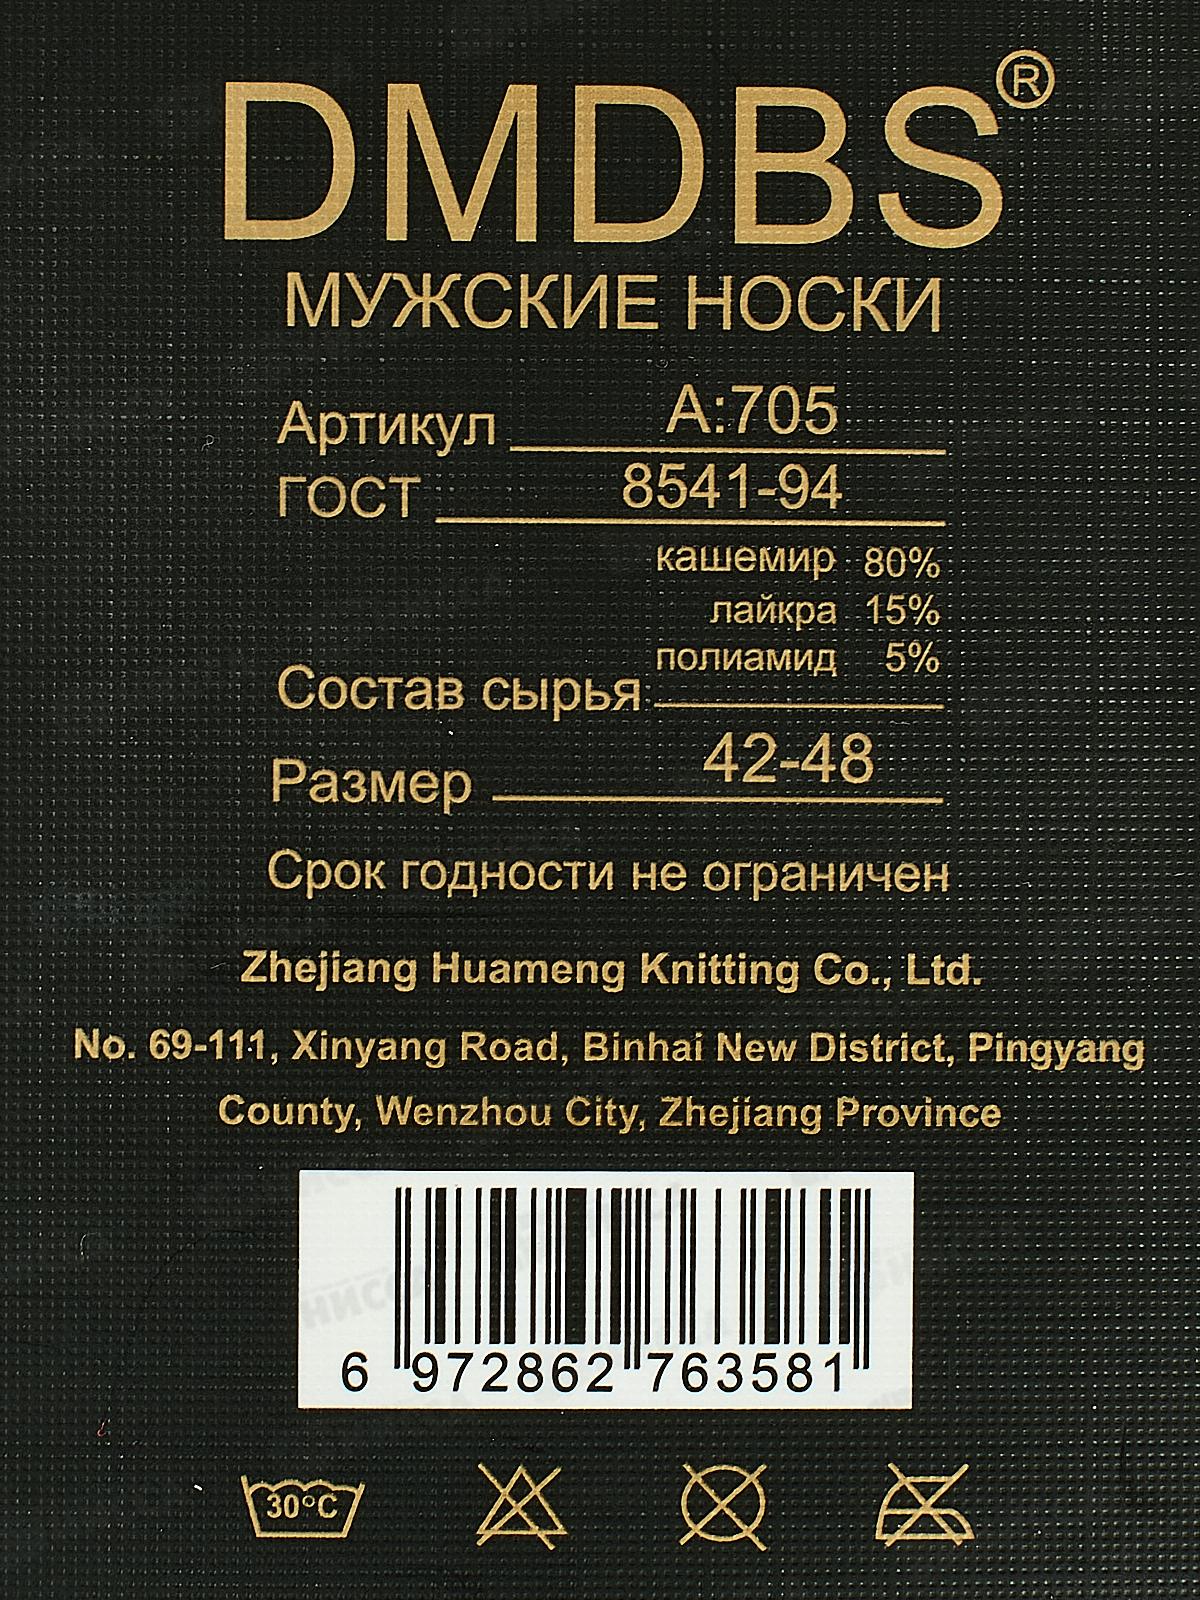 DMDBS®
МУЖСКИЕ НОСКИ
Артикул А:705
ГОСТ 8541-94
кашемир 80%
лайкра 15%
полиамид 5%
Состав сырья
Размер 42-48
Срок годности не ограничен
Zhejiang Huameng Knitting Co., Ltd.
No. 69-111, Xinyang Road, Binhai New District, Pingyang
County, Wenzhou City, Zhejiang Province
6 972862 763581
30°C